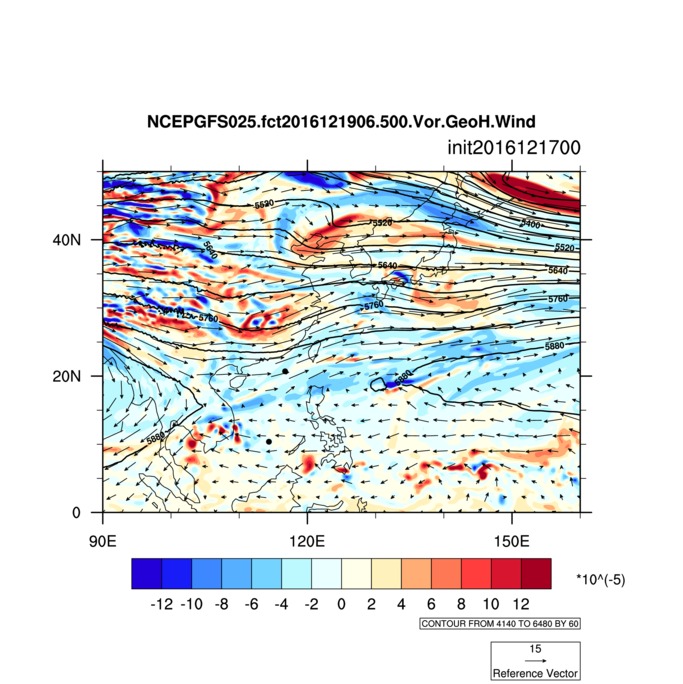 NCEPGFS025.fct2016121906.500.Vor.GeoH.Wind
init2016121700
5520
5520
5400
40N
5640
5640
5520
5640
5760
5760
5760
5880
20N
5880
5880
0
90E
120E
150E
-12 -10 -8 -6 -4 -2 0 2 4 6 8 10 12
*10^(-5)
CONTOUR FROM 4140 TO 6480 BY 60
15
Reference Vector